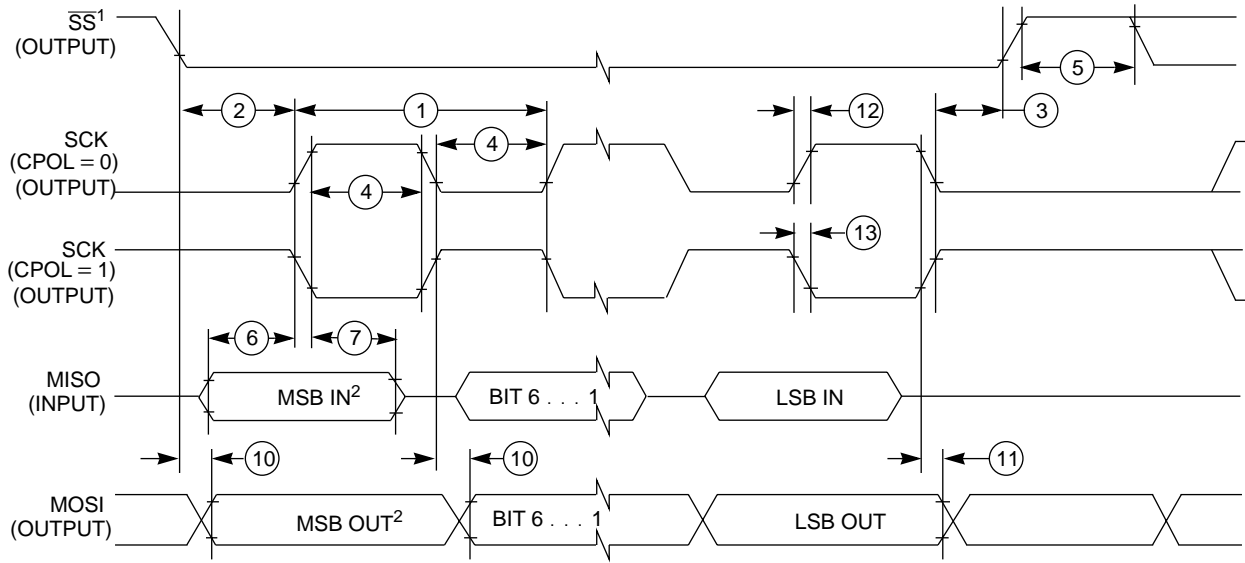 SS¹
(OUTPUT)
5
2
1
12
3
SCK
(CPOL = 0)
(OUTPUT)
4
4
SCK
(CPOL = 1)
(OUTPUT)
13
6
7
MISO
(INPUT)
MSB IN²
BIT 6 . . . 1
LSB IN
10
10
11
MOSI
(OUTPUT)
MSB OUT²
BIT 6 . . . 1
LSB OUT